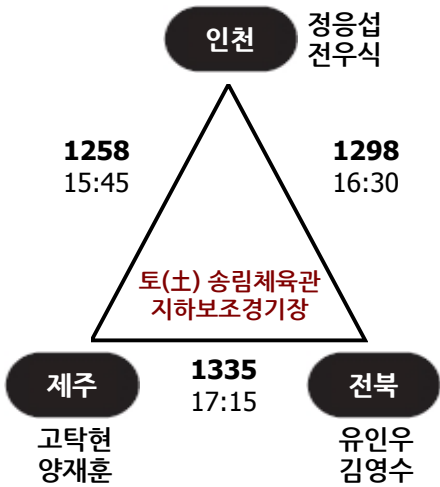 인천
정응섭
전우식
1258
15:45
1298
16:30
토(土) 송림체육관
지하보조경기장
제주
1335
17:15
전북
고탁현
양재훈
유인우
김영수